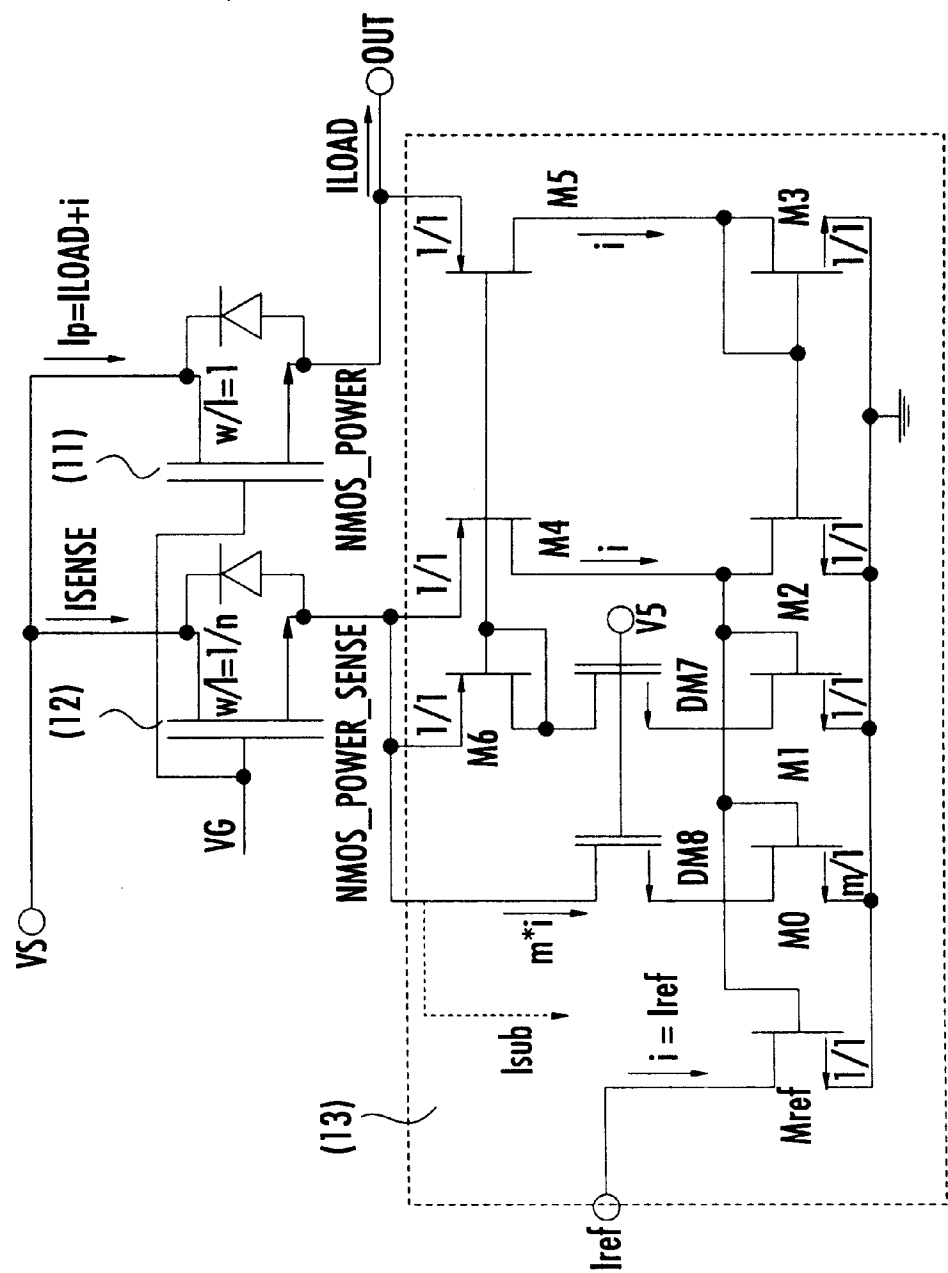 VS
VG
(12)
ISENSE
w/l=1/n
NMOS_POWER_SENSE
(11)
Ip=ILOAD+i
w/l=1
NMOS_POWER
ILOAD
OUT
(13)
Iref
i = Iref
Mref
1/1
Isub
m*i
DM8
M0
m/1
1/1
M6
DM7
V5
M1
1/1
1/1
M4
i
M2
1/1
1/1
M5
i
M3
1/1